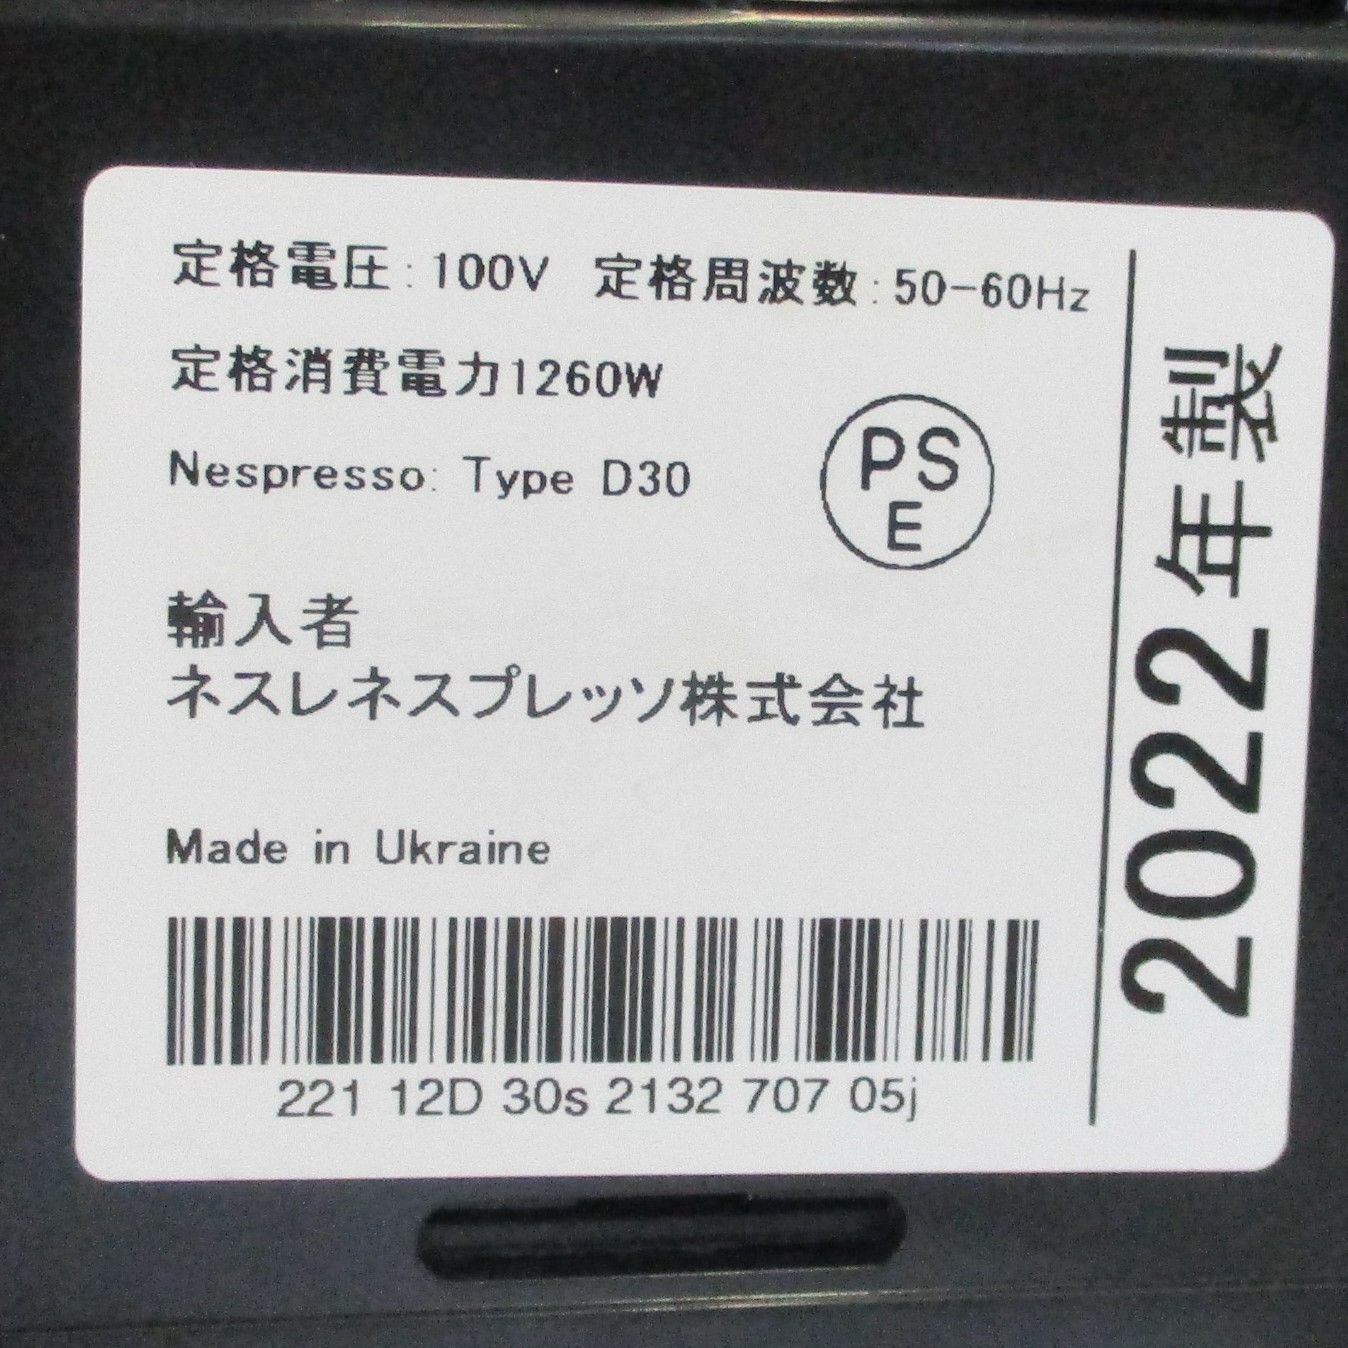 定格電圧:100V 定格周波数:50-60Hz
定格消費電力1260W
Nespresso: Type D30
PS
E
輸入者
ネスレネスプレッソ株式会社
Made in Ukraine
221 12D 30s 2132 707 05j
2022年製